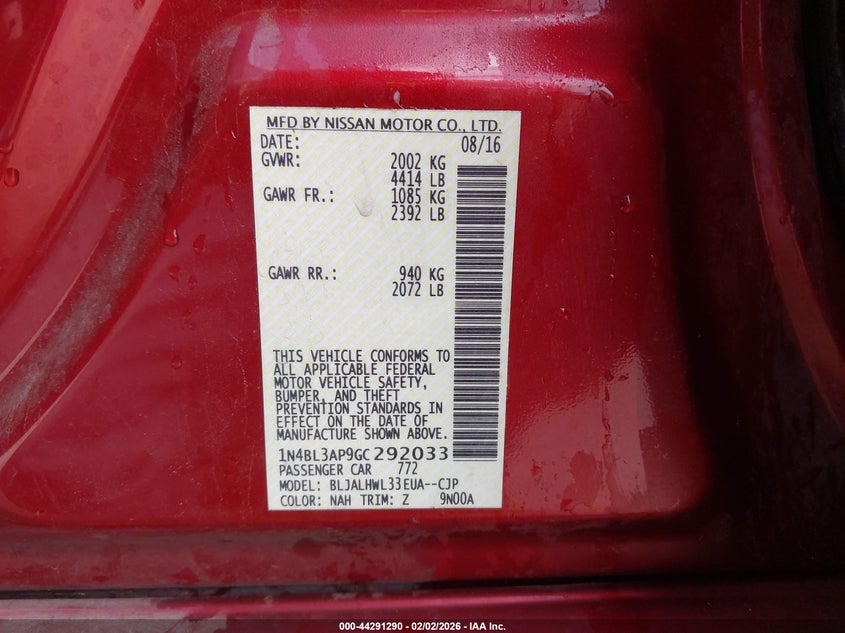 MFD BY NISSAN MOTOR CO., LTD.
DATE: 08/16
GVWR: 2002 KG
4414 LB
GAWR FR.: 1085 KG
2392 LB
GAWR RR.: 940 KG
2072 LB
THIS VEHICLE CONFORMS TO
ALL APPLICABLE FEDERAL
MOTOR VEHICLE SAFETY,
BUMPER, AND THEFT
PREVENTION STANDARDS IN
EFFECT ON THE DATE OF
MANUFACTURE SHOWN ABOVE.
1N4BL3AP9GC292033
PASSENGER CAR 772
MODEL: BLJALHWL33EUA--CJP
COLOR: NAH TRIM: Z 9N00A
000-44291290 - 02/02/2026 - IAA Inc.